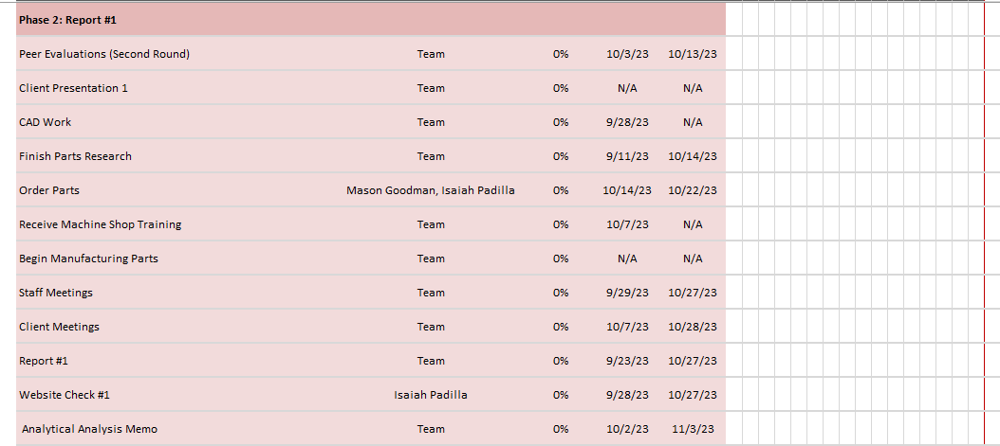 Phase 2: Report #1
Peer Evaluations (Second Round) Team 0% 10/3/23 10/13/23
Client Presentation 1 Team 0% N/A N/A
CAD Work Team 0% 9/28/23 N/A
Finish Parts Research Team 0% 9/11/23 10/14/23
Order Parts Mason Goodman, Isaiah Padilla 0% 10/14/23 10/22/23
Receive Machine Shop Training Team 0% 10/7/23 N/A
Begin Manufacturing Parts Team 0% N/A N/A
Staff Meetings Team 0% 9/29/23 10/27/23
Client Meetings Team 0% 10/7/23 10/28/23
Report #1 Team 0% 9/23/23 10/27/23
Website Check #1 Isaiah Padilla 0% 9/28/23 10/27/23
Analytical Analysis Memo Team 0% 10/2/23 11/3/23